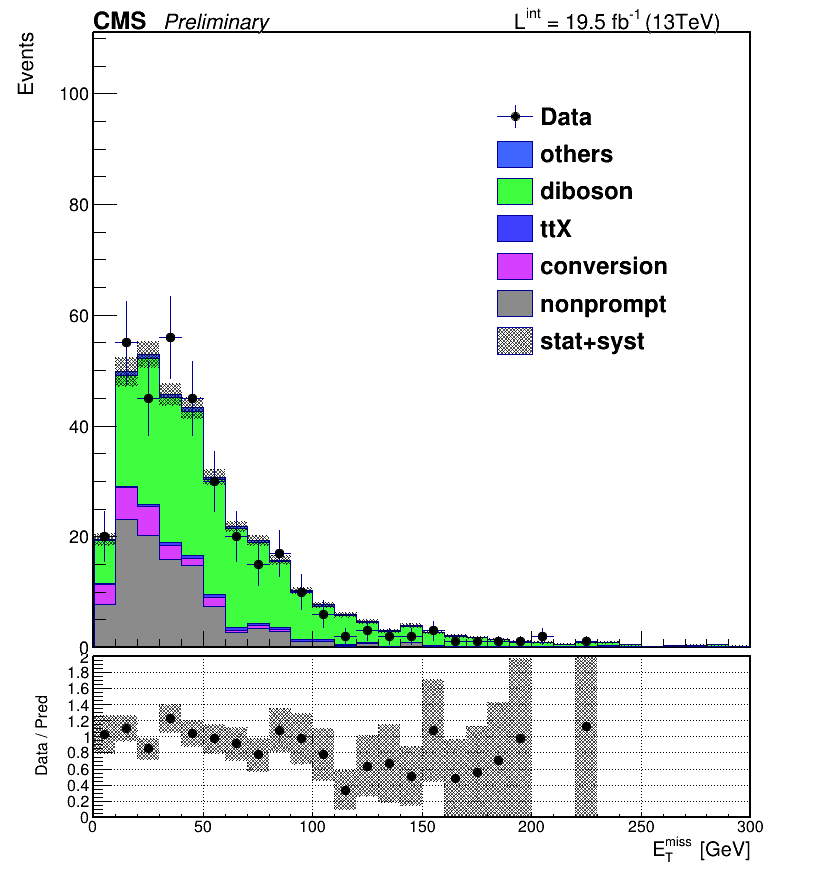 CMS Preliminary L^int = 19.5 fb^-1 (13TeV)
Events
100
80
60
40
20
0
Data
others
diboson
ttX
conversion
nonprompt
stat+syst
Data / Pred
2
1.8
1.6
1.4
1.2
1
0.8
0.6
0.4
0.2
0
0 50 100 150 200 250 300
E_T^miss [GeV]